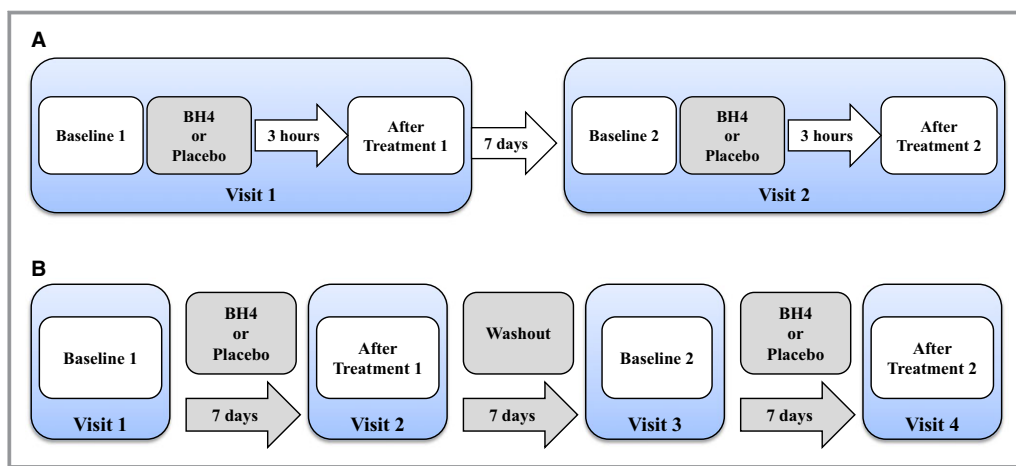 A
Baseline 1
BH4
or
Placebo
3 hours
After
Treatment 1
Visit 1
7 days
Baseline 2
BH4
or
Placebo
3 hours
After
Treatment 2
Visit 2
B
Baseline 1
Visit 1
BH4
or
Placebo
7 days
After
Treatment 1
Visit 2
Washout
7 days
Baseline 2
Visit 3
BH4
or
Placebo
7 days
After
Treatment 2
Visit 4